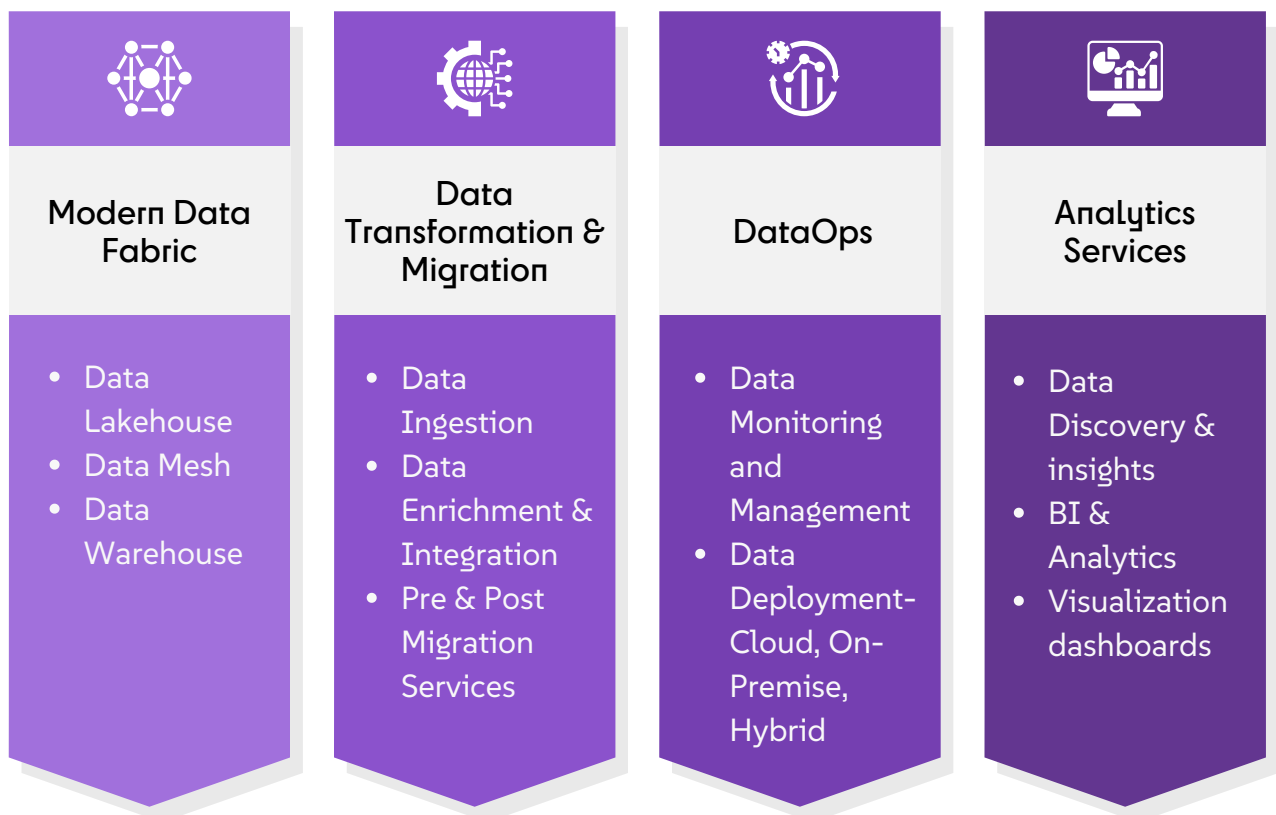 Modern Data
Fabric
• Data
Lakehouse
• Data Mesh
• Data
Warehouse
Data
Transformation &
Migration
• Data
Ingestion
• Data
Enrichment &
Integration
• Pre & Post
Migration
Services
DataOps
• Data
Monitoring
and
Management
• Data
Deployment-
Cloud, On-
Premise,
Hybrid
Analytics
Services
• Data
Discovery &
insights
• BI &
Analytics
• Visualization
dashboards